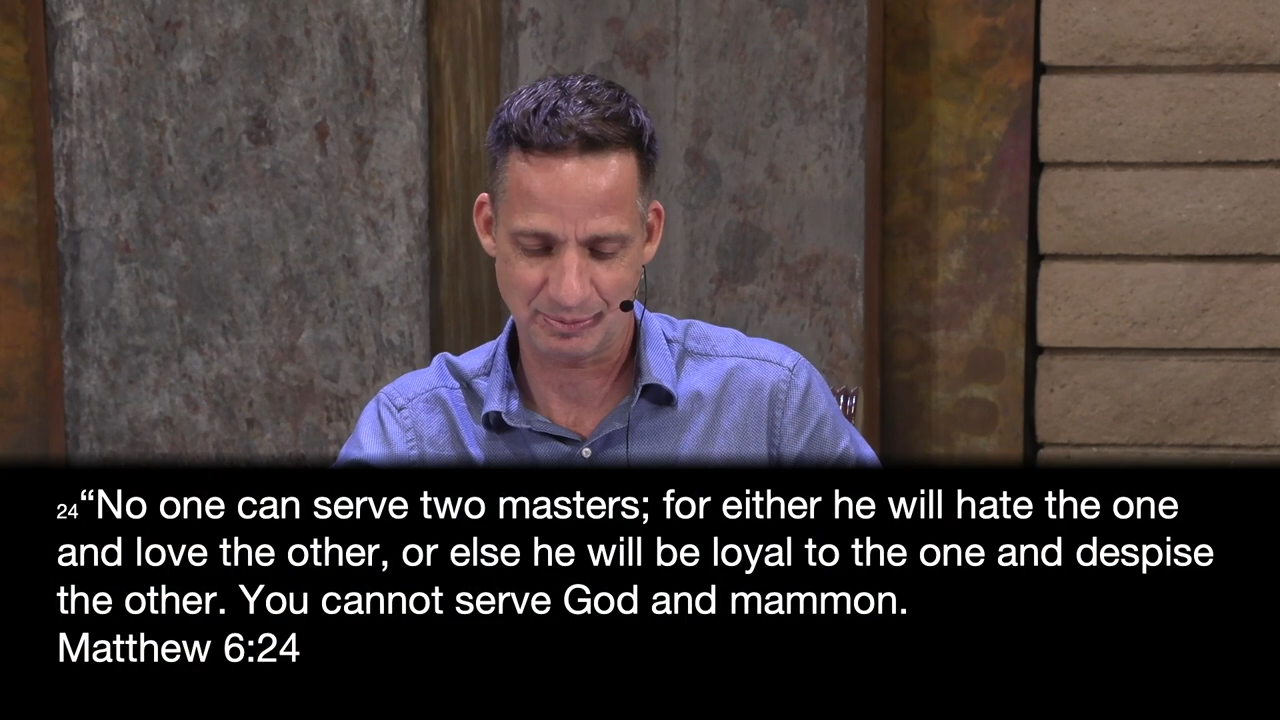 24“No one can serve two masters; for either he will hate the one
and love the other, or else he will be loyal to the one and despise
the other. You cannot serve God and mammon.
Matthew 6:24